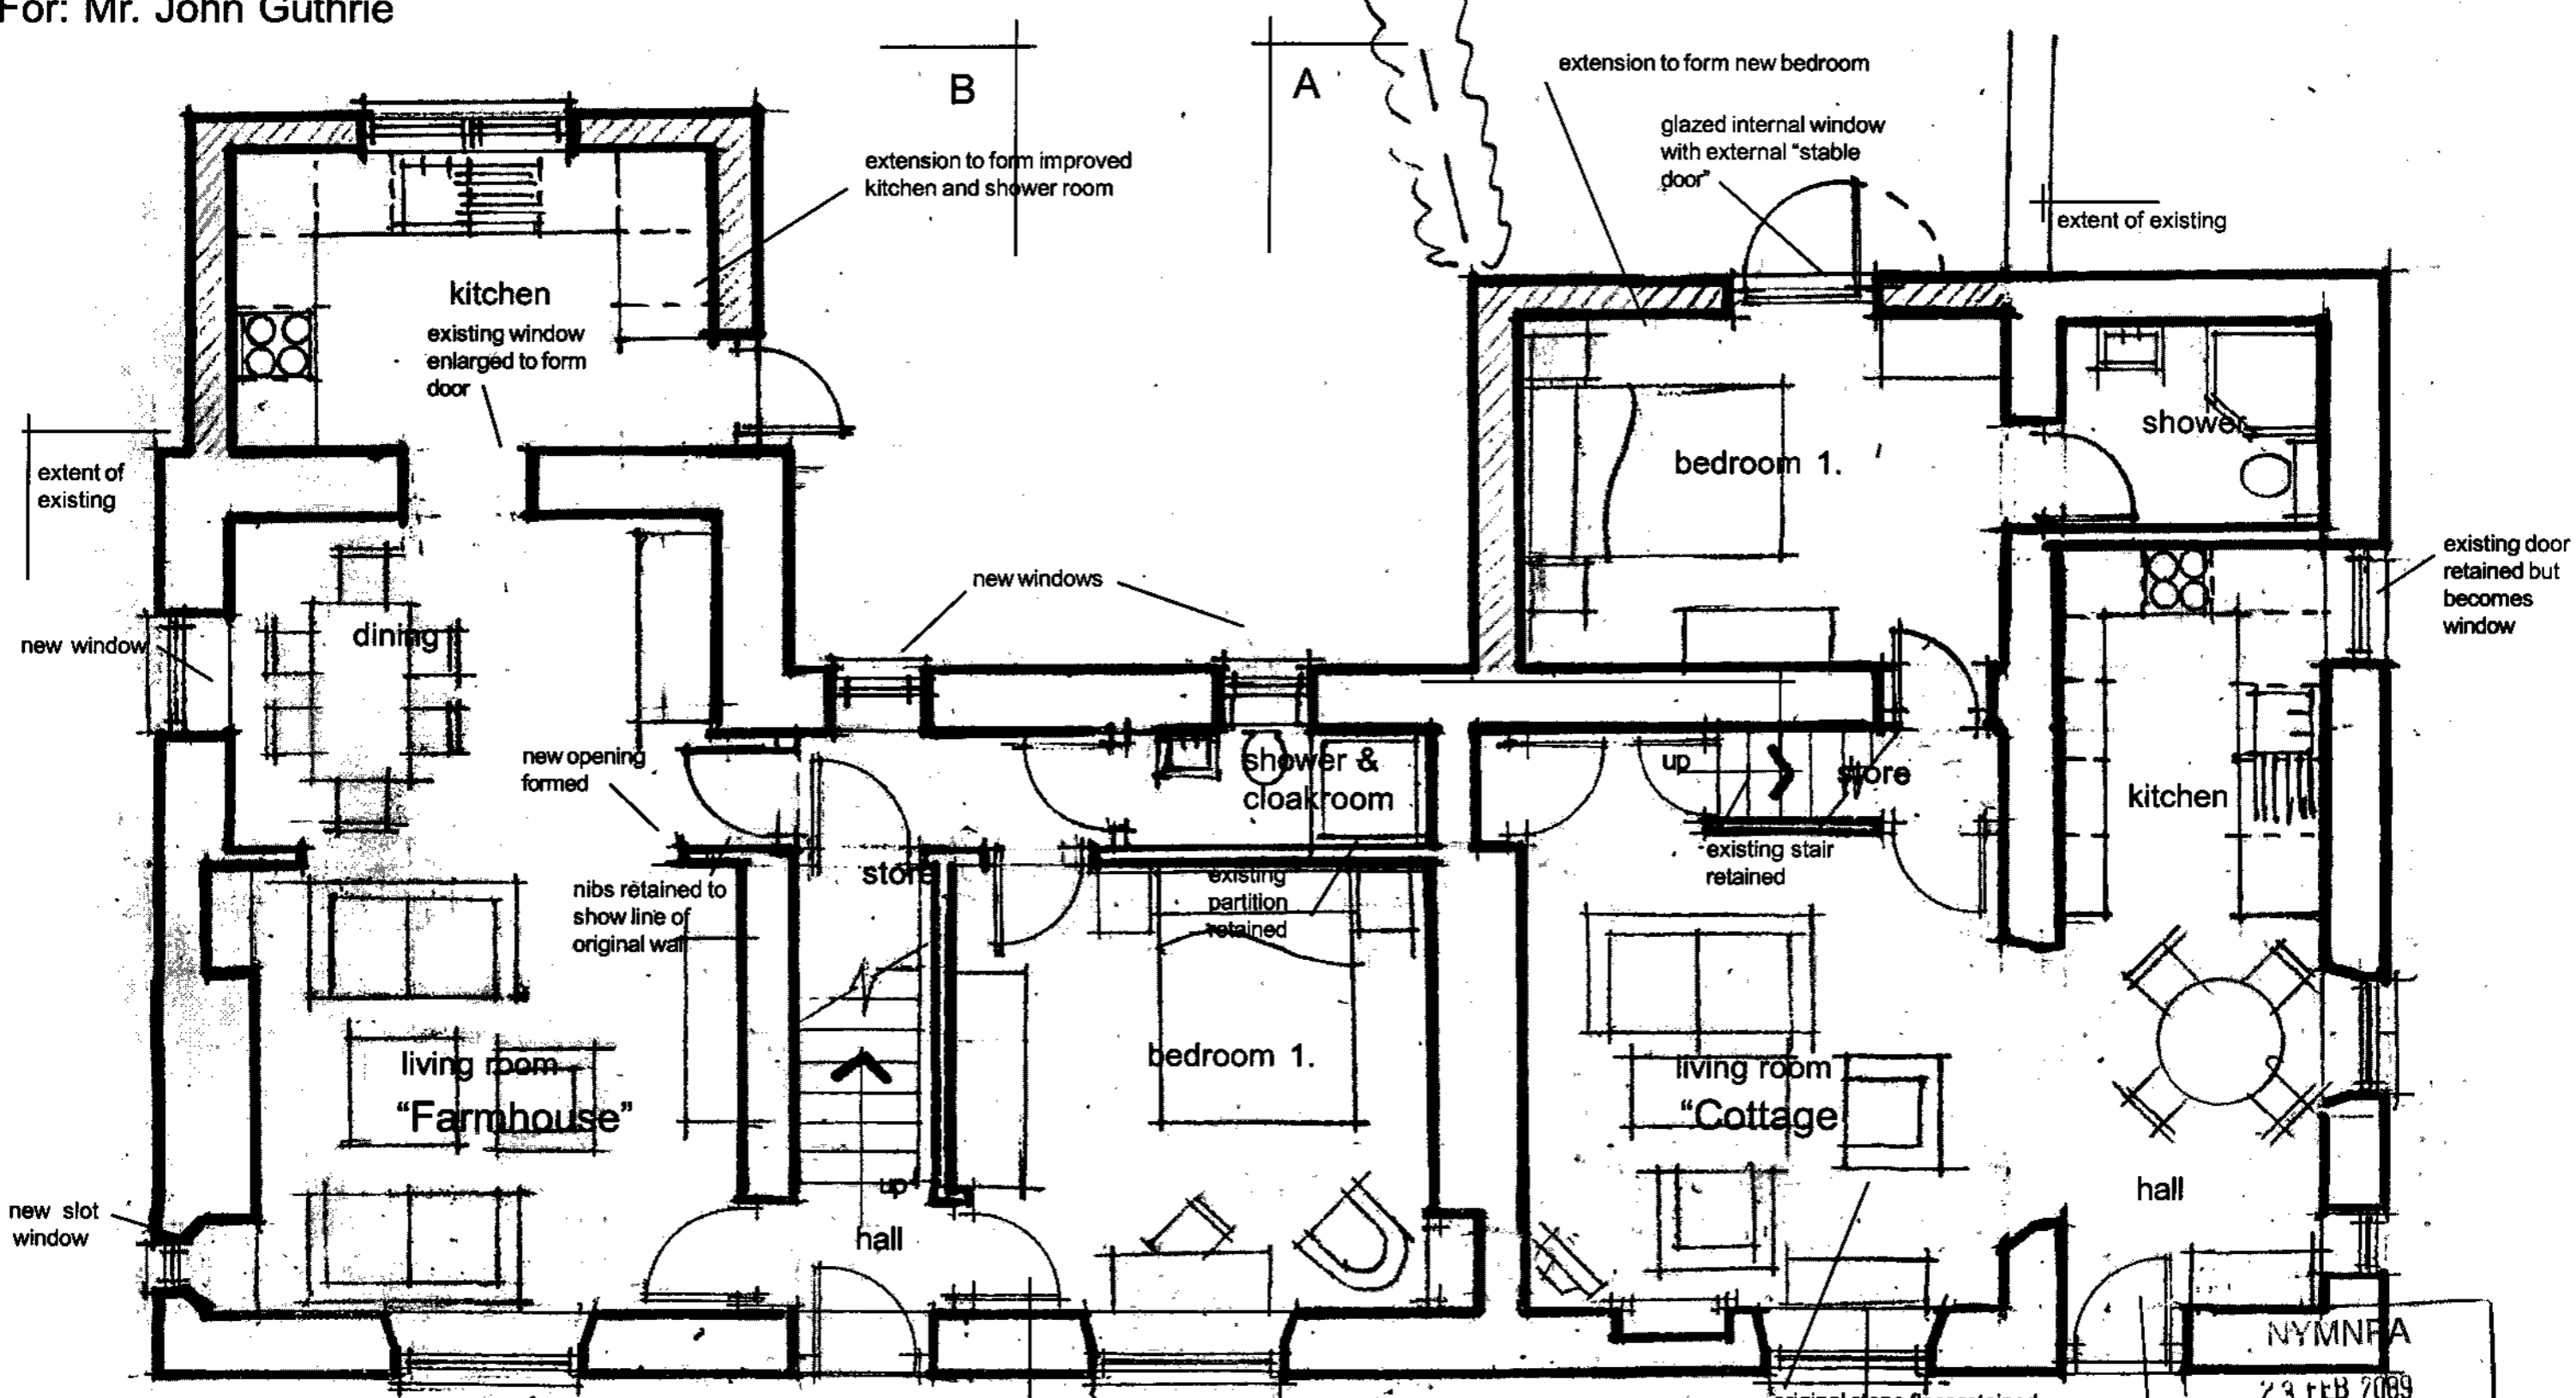 For: Mr. John Guthrie
B
A
extension to form new bedroom
glazed internal window
with external "stable
door"
extension to form improved
kitchen and shower room
extent of existing
kitchen
existing window
enlarged to form
door
shower
bedroom 1.
extent of
existing
existing door
retained but
becomes
window
new windows
new window
dining
new opening
formed
shower &
cloakroom
up
store
kitchen
existing stair
retained
store
existing
partition
retained
nibs retained to
show line of
original wall
living room
"Farmhouse"
bedroom 1.
living room
"Cottage
up
hall
hall
new slot
window
NYMNPA